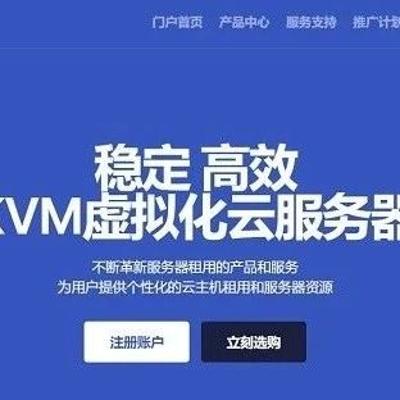 门户首页 产品中心 服务支持 推广计划
稳定 高效
KVM虚拟化云服务器
不断革新服务器租用的产品和服务
为用户提供个性化的云主机租用和服务器资源
注册账户 立刻选购